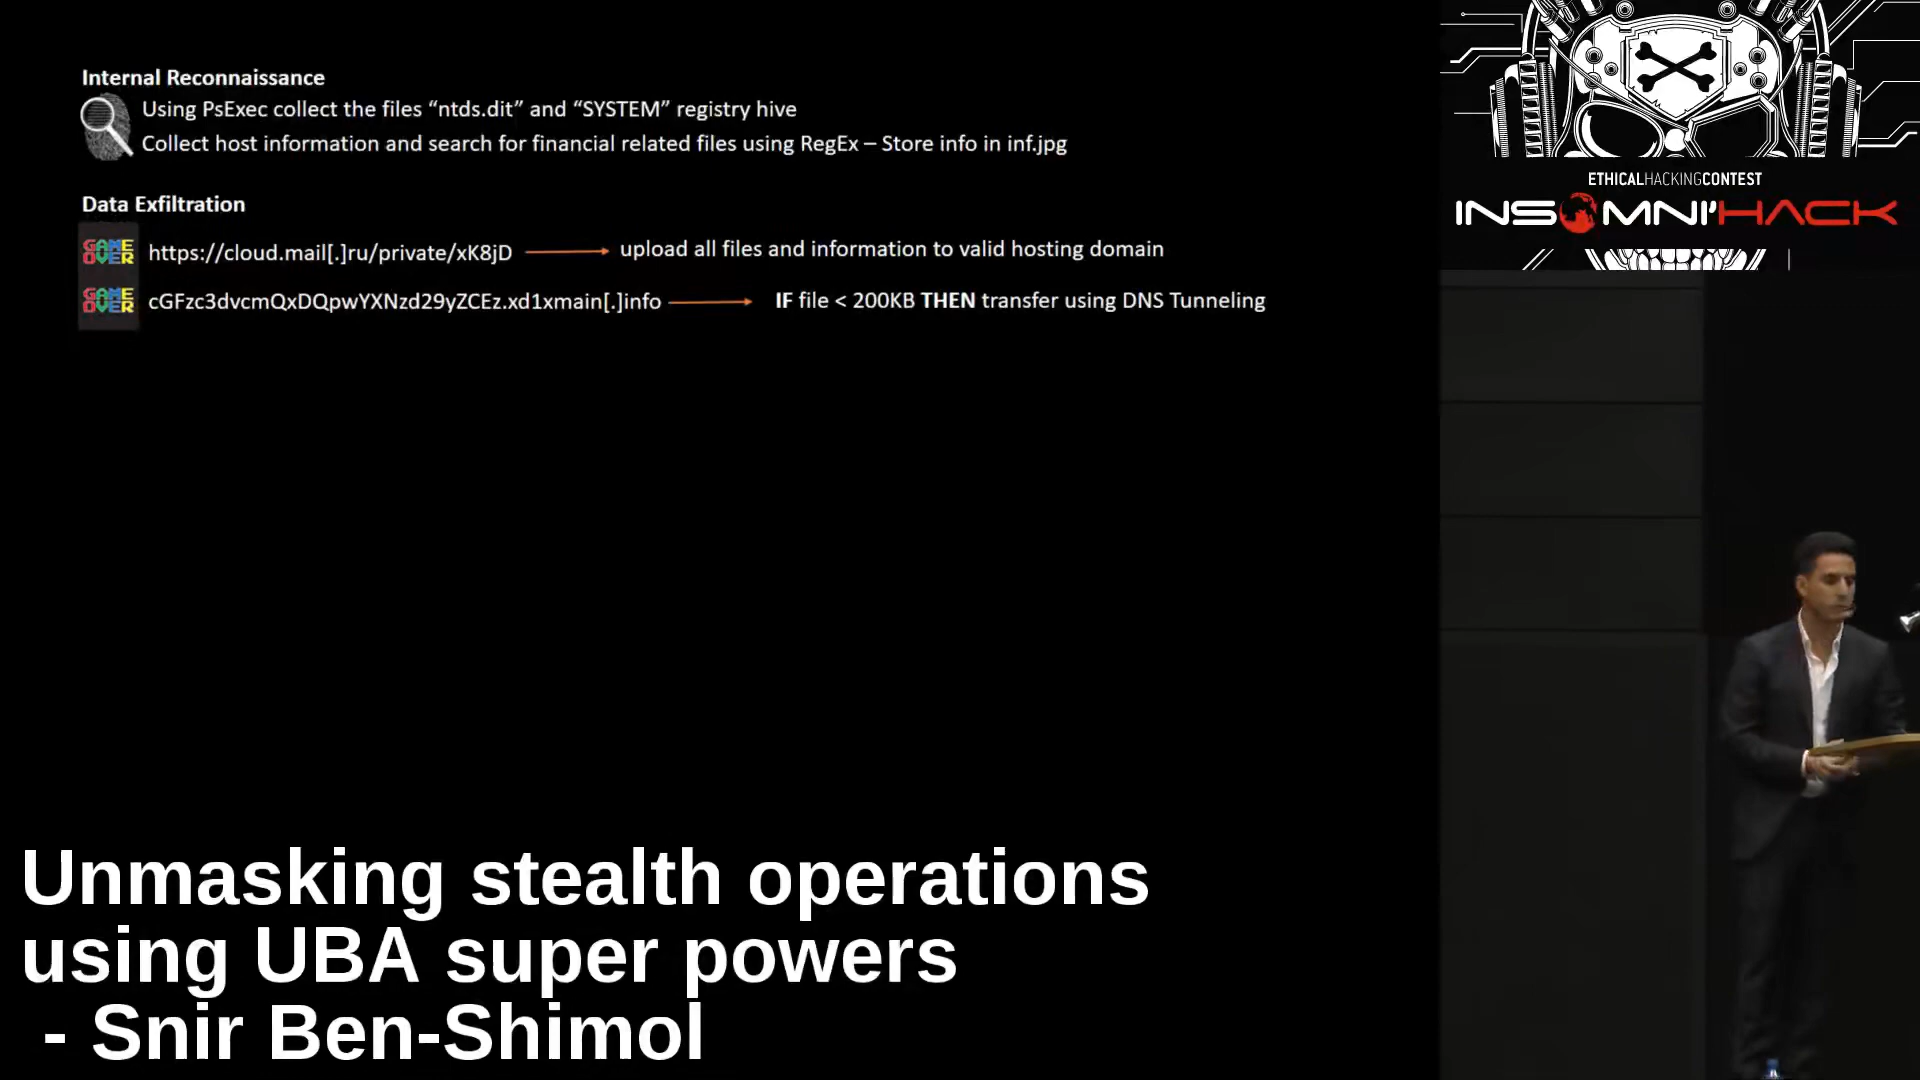 Internal Reconnaissance
Using PsExec collect the files “ntds.dit” and “SYSTEM” registry hive
Collect host information and search for financial related files using RegEx – Store info in inf.jpg
Data Exfiltration
GAME OVER https://cloud.mail[.]ru/private/xK8jD upload all files and information to valid hosting domain
GAME OVER cGFzc3dvcmQxDQpwYXNzd29yZCEz.xd1xmain[.]info IF file < 200KB THEN transfer using DNS Tunneling
ETHICALHACKINGCONTEST
INSOMNI'HACK
Unmasking stealth operations
using UBA super powers
- Snir Ben-Shimol